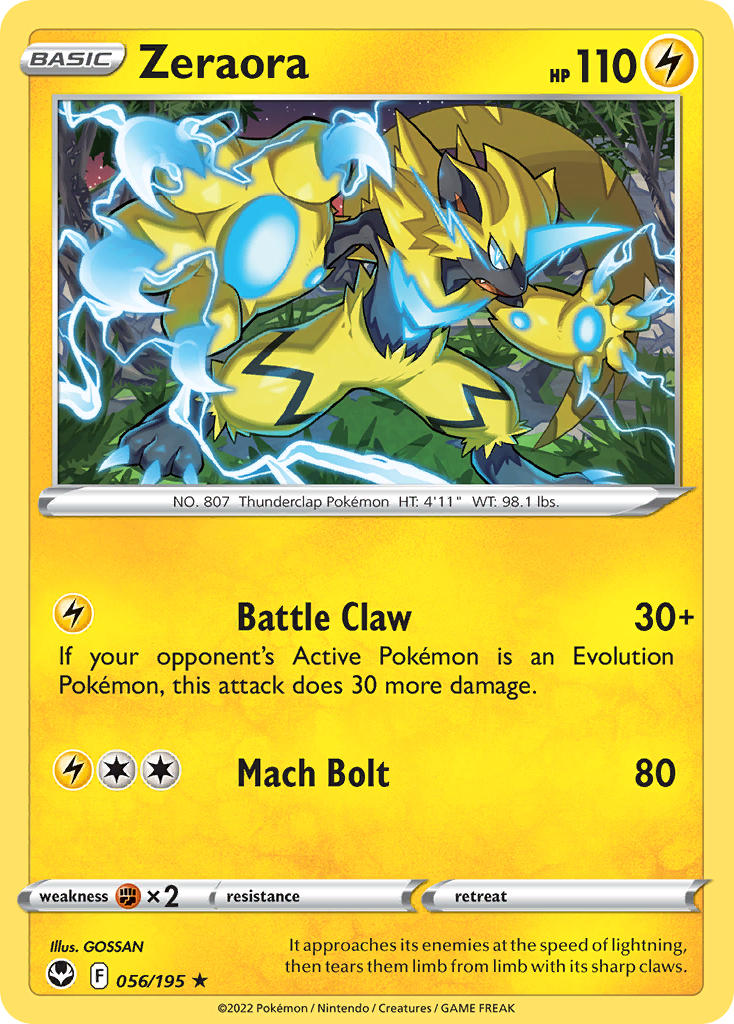 BASIC Zeraora HP 110
NO. 807 Thunderclap Pokémon HT: 4'11" WT: 98.1 lbs.
Battle Claw 30+
If your opponent's Active Pokémon is an Evolution
Pokémon, this attack does 30 more damage.
Mach Bolt 80
weakness ×2 resistance retreat
Illus. GOSSAN
It approaches its enemies at the speed of lightning,
then tears them limb from limb with its sharp claws.
F 056/195 ★
©2022 Pokémon / Nintendo / Creatures / GAME FREAK